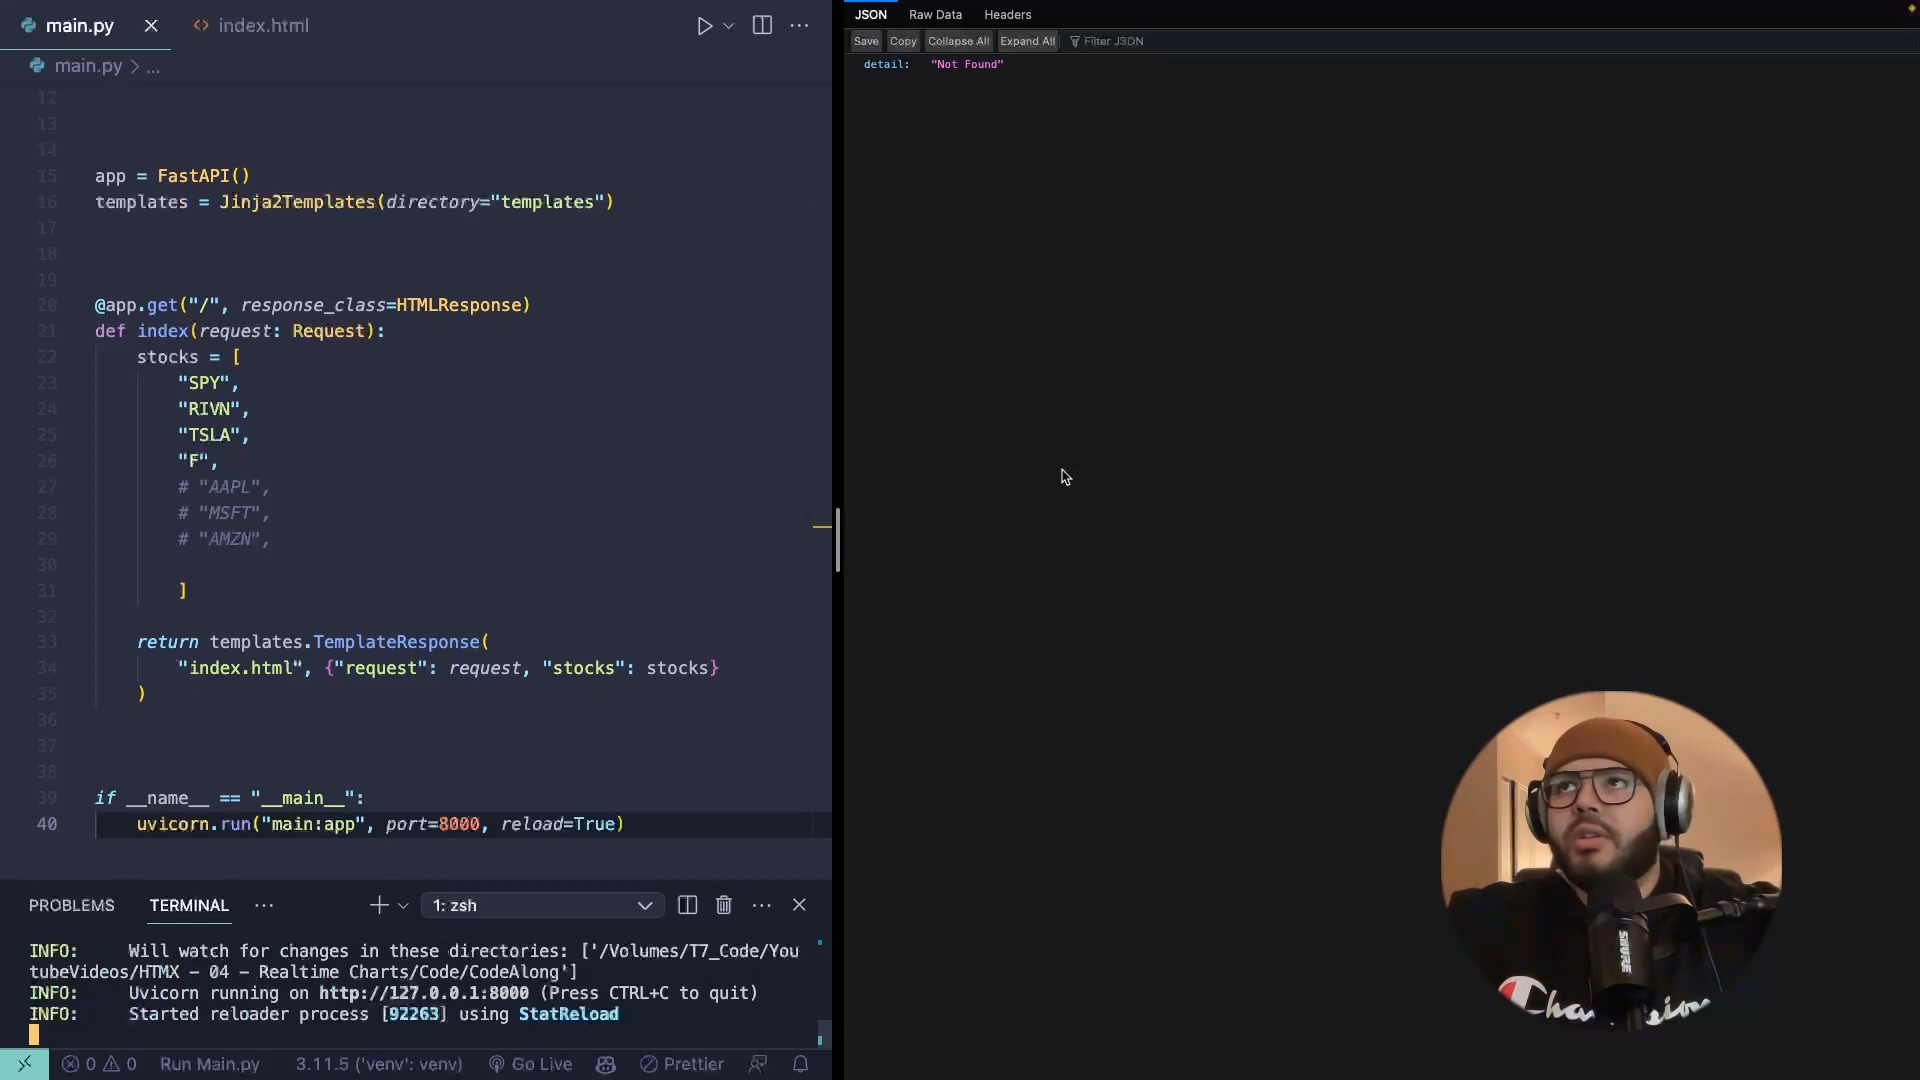 main.py
index.html
main.py > ...
12
13
14
15 app = FastAPI()
16 templates = Jinja2Templates(directory="templates")
17
18
19
20 @app.get("/", response_class=HTMLResponse)
21 def index(request: Request):
22 stocks = [
23 "SPY",
24 "RIVN",
25 "TSLA",
26 "F",
27 # "AAPL",
28 # "MSFT",
29 # "AMZN",
30
31 ]
32
33 return templates.TemplateResponse(
34 "index.html", {"request": request, "stocks": stocks}
35 )
36
37
38
39 if __name__ == "__main__":
40 uvicorn.run("main:app", port=8000, reload=True)
PROBLEMS TERMINAL ... 1: zsh
INFO: Will watch for changes in these directories: ['/Volumes/T7_Code/You
tubeVideos/HTMX - 04 - Realtime Charts/Code/CodeAlong']
INFO: Uvicorn running on http://127.0.0.1:8000 (Press CTRL+C to quit)
INFO: Started reloader process [92263] using StatReload
0 0 Run Main.py 3.11.5 ('venv': venv) Go Live Prettier
JSON Raw Data Headers
Save Copy Collapse All Expand All Filter JSON
detail: "Not Found"
SHURE
Champion